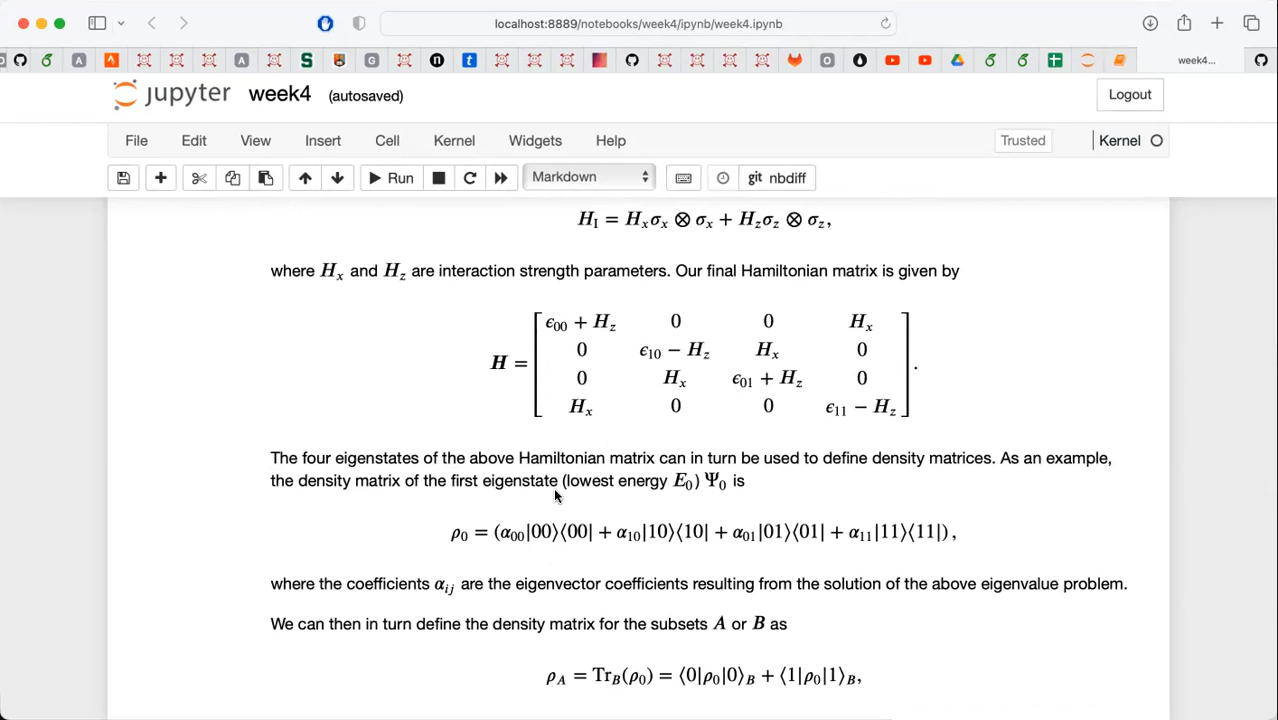 localhost:8889/notebooks/week4/ipynb/week4.ipynb
week4...
jupyter week4 (autosaved) Logout
File Edit View Insert Cell Kernel Widgets Help Trusted Kernel
Run Markdown git nbdiff
H_I = H_xσ_x ⊗ σ_x + H_zσ_z ⊗ σ_z,
where H_x and H_z are interaction strength parameters. Our final Hamiltonian matrix is given by
ϵ_00 + H_z 0 0 H_x
0 ϵ_10 − H_z H_x 0
H =
0 H_x ϵ_01 + H_z 0
H_x 0 0 ϵ_11 − H_z .
The four eigenstates of the above Hamiltonian matrix can in turn be used to define density matrices. As an example,
the density matrix of the first eigenstate (lowest energy E_0) Ψ_0 is
ρ_0 = (α_00|00⟩⟨00| + α_10|10⟩⟨10| + α_01|01⟩⟨01| + α_11|11⟩⟨11|),
where the coefficients α_ij are the eigenvector coefficients resulting from the solution of the above eigenvalue problem.
We can then in turn define the density matrix for the subsets A or B as
ρ_A = Tr_B(ρ_0) = ⟨0|ρ_0|0⟩_B + ⟨1|ρ_0|1⟩_B,